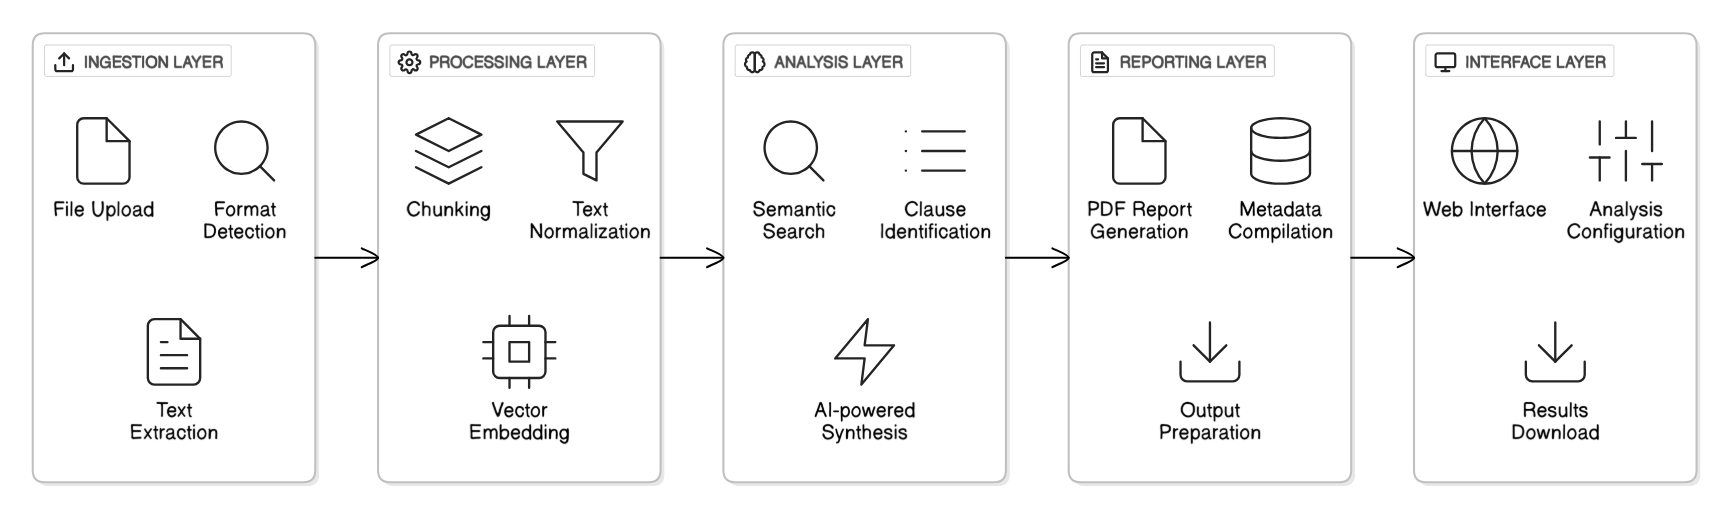 INGESTION LAYER
File Upload
Format
Detection
Text
Extraction
PROCESSING LAYER
Chunking
Text
Normalization
Vector
Embedding
ANALYSIS LAYER
Semantic
Search
Clause
Identification
AI-powered
Synthesis
REPORTING LAYER
PDF Report
Generation
Metadata
Compilation
Output
Preparation
INTERFACE LAYER
Web Interface
Analysis
Configuration
Results
Download